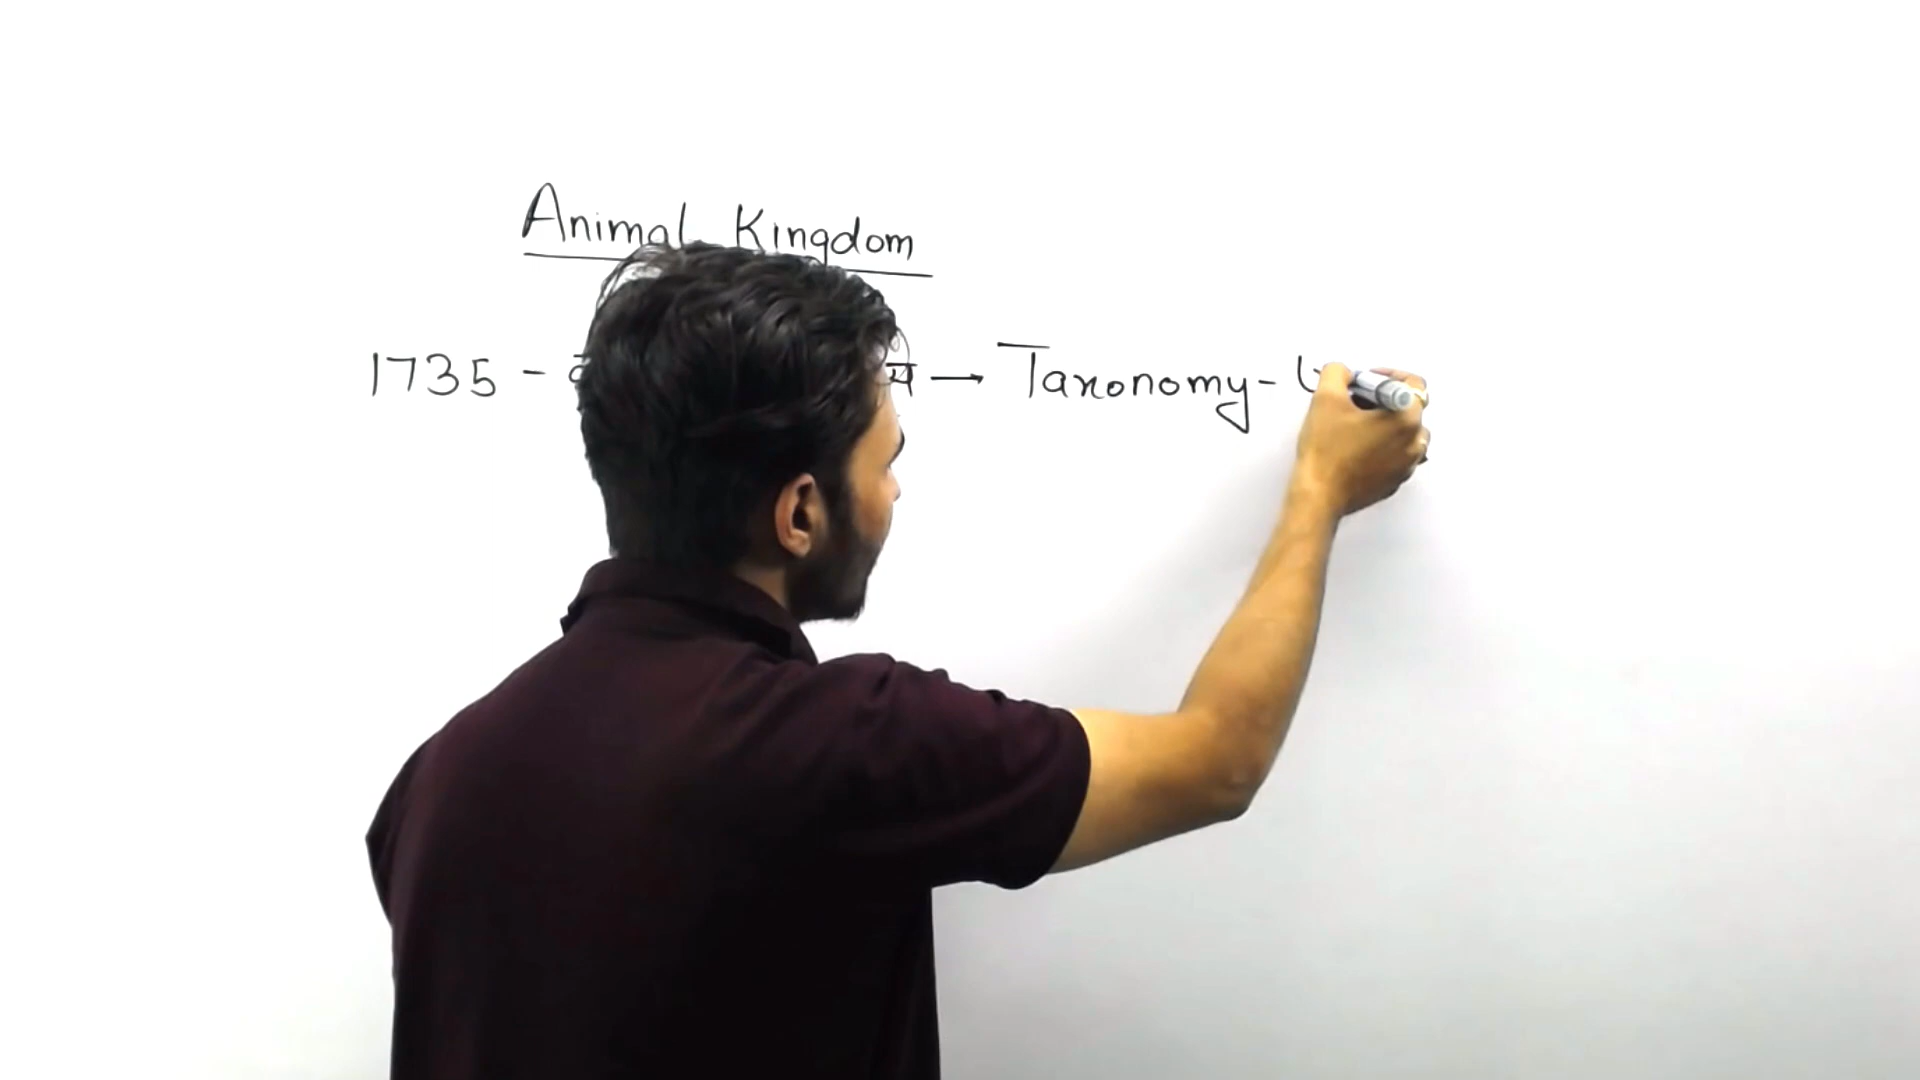 Animal Kingdom
1735 - → Taxonomy -